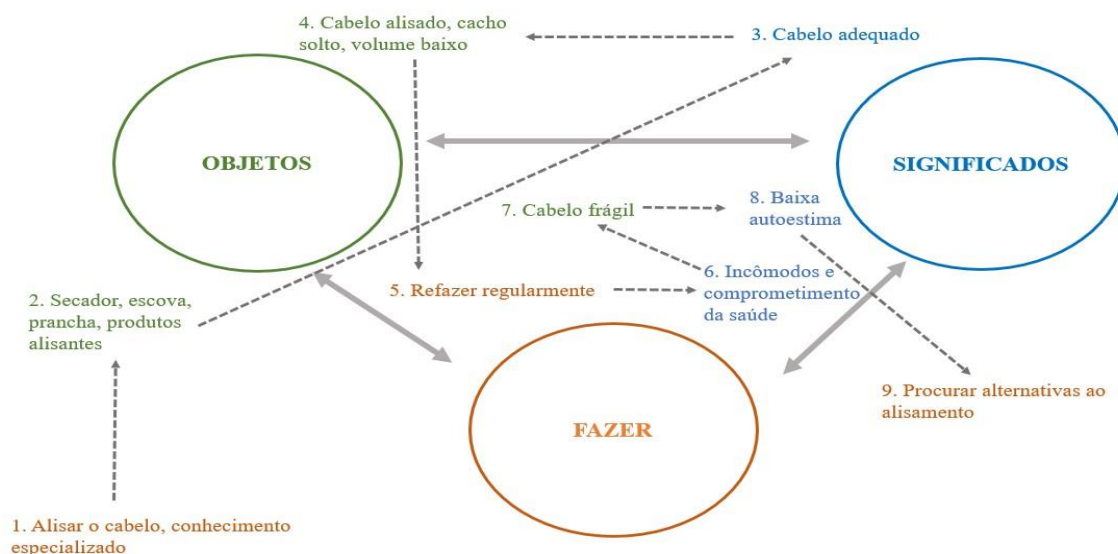 4. Cabelo alisado, cacho
solto, volume baixo
3. Cabelo adequado
OBJETOS
SIGNIFICADOS
7. Cabelo frágil
8. Baixa
autoestima
2. Secador, escova,
prancha, produtos
alisantes
5. Refazer regularmente
6. Incômodos e
comprometimento
da saúde
9. Procurar alternativas ao
alisamento
FAZER
1. Alisar o cabelo, conhecimento
especializado